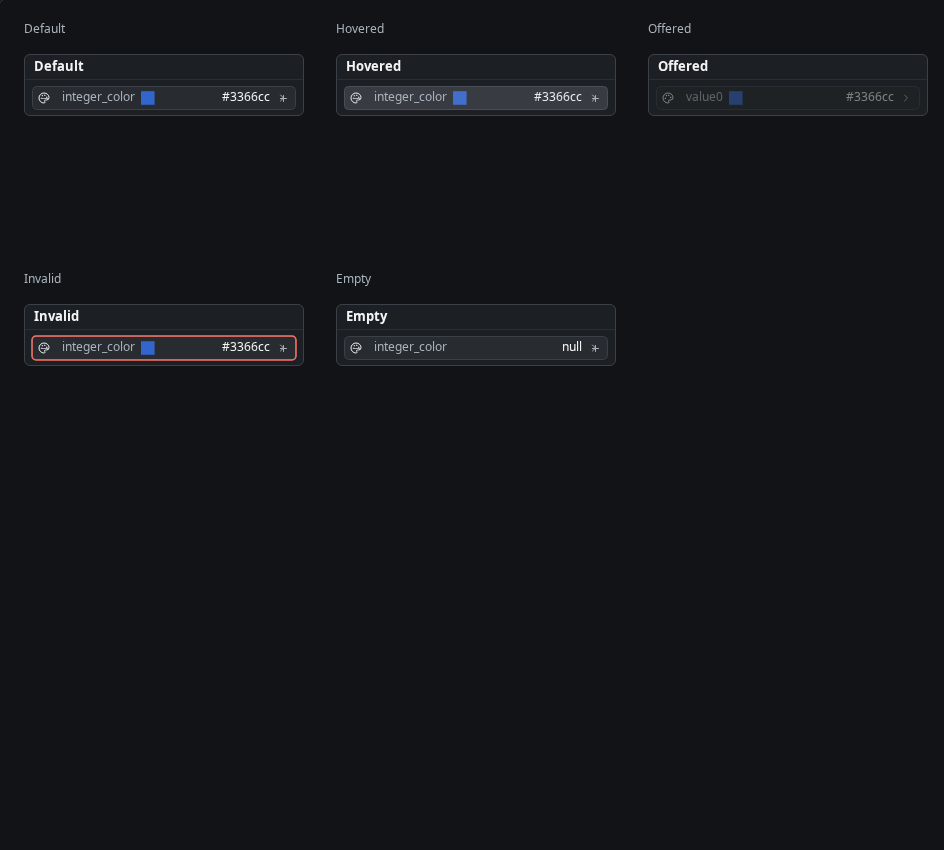 Default
Hovered
Offered
Default
Hovered
Offered
integer_color #3366cc
integer_color #3366cc
value0 #3366cc
Invalid
Empty
Invalid
Empty
integer_color #3366cc
integer_color null